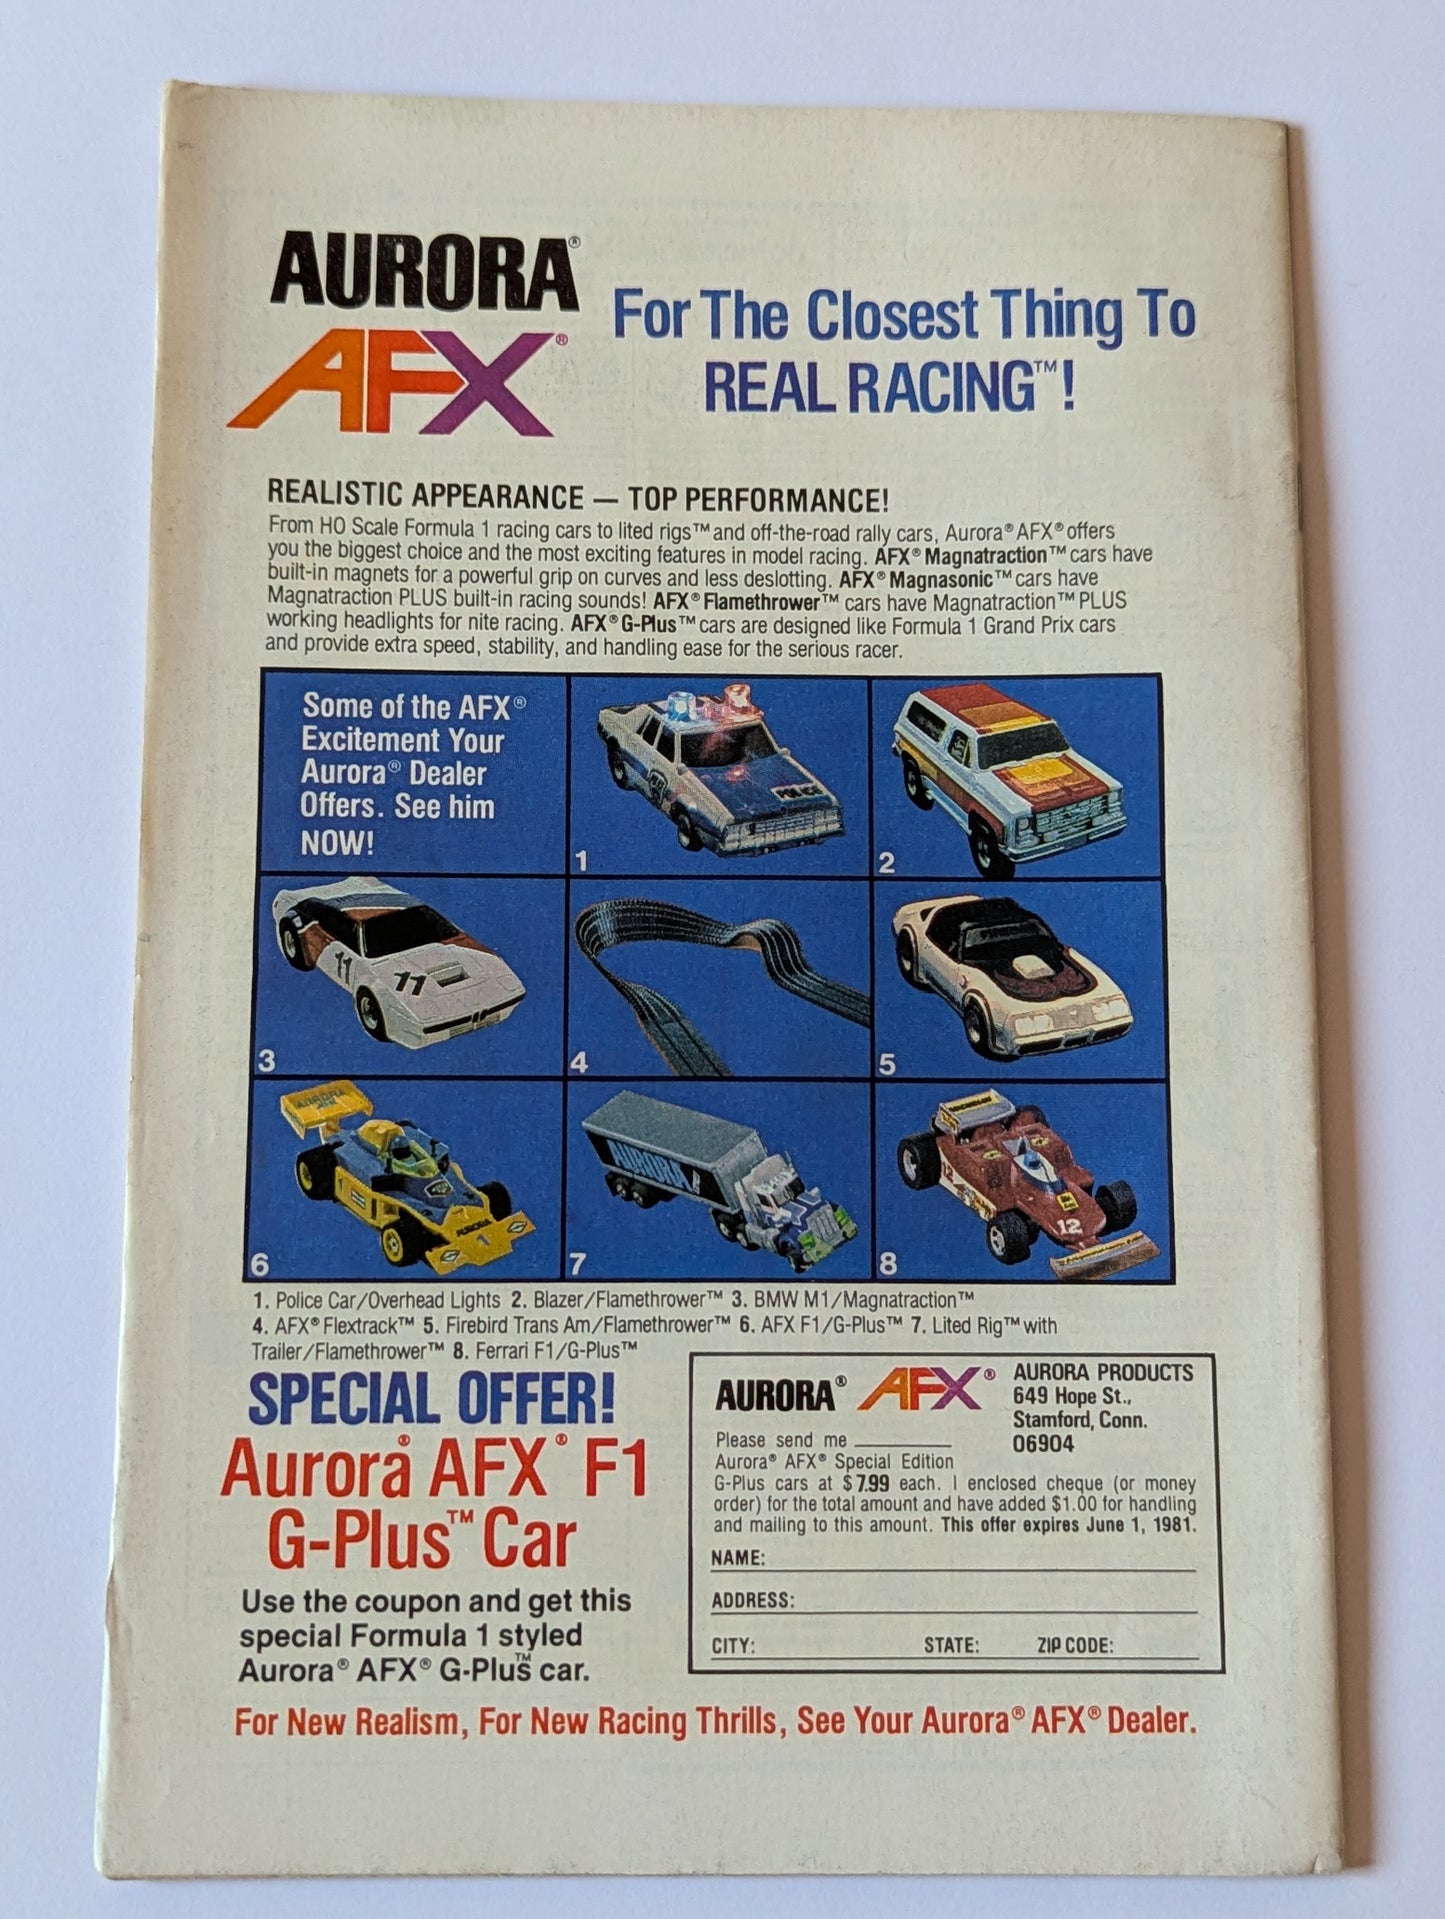 AURORA®
AFX®
For The Closest Thing To
REAL RACING™!
REALISTIC APPEARANCE — TOP PERFORMANCE!
From HO Scale Formula 1 racing cars to lited rigs™ and off-the-road rally cars, Aurora® AFX® offers
you the biggest choice and the most exciting features in model racing. AFX® Magnatraction™ cars have
built-in magnets for a powerful grip on curves and less deslotting. AFX® Magnasonic™ cars have
Magnatraction PLUS built-in racing sounds! AFX® Flamethrower™ cars have Magnatraction™ PLUS
working headlights for nite racing. AFX® G-Plus™ cars are designed like Formula 1 Grand Prix cars
and provide extra speed, stability, and handling ease for the serious racer.
Some of the AFX®
Excitement Your
Aurora® Dealer
Offers. See him
NOW!
POLICE
1
2
11
11
3
4
5
AURORA
AFX
1
AURORA
1
6
AURORA
7
12
12
8
1. Police Car/Overhead Lights 2. Blazer/Flamethrower™ 3. BMW M1/Magnatraction™
4. AFX® Flextrack™ 5. Firebird Trans Am/Flamethrower™ 6. AFX F1/G-Plus™ 7. Lited Rig™ with
Trailer/Flamethrower™ 8. Ferrari F1/G-Plus™
SPECIAL OFFER!
Aurora® AFX® F1
G-Plus™ Car
Use the coupon and get this
special Formula 1 styled
Aurora® AFX® G-Plus™ car.
AURORA® AFX®
AURORA PRODUCTS
649 Hope St.,
Stamford, Conn.
06904
Please send me ________
Aurora® AFX® Special Edition
G-Plus cars at $7.99 each. I enclosed cheque (or money
order) for the total amount and have added $1.00 for handling
and mailing to this amount. This offer expires June 1, 1981.
NAME:
ADDRESS:
CITY: STATE: ZIP CODE:
For New Realism, For New Racing Thrills, See Your Aurora® AFX® Dealer.